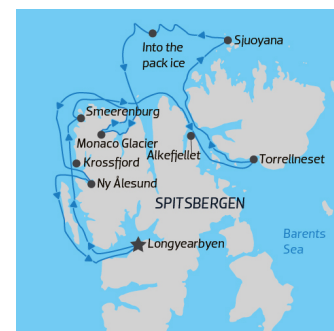 Sjuoyana
Into the
pack ice
Smeerenburg
Monaco Glacier
Alkefjellet
Torrellneset
Krossfjord
Ny Ålesund
SPITSBERGEN
Barents
Sea
Longyearbyen